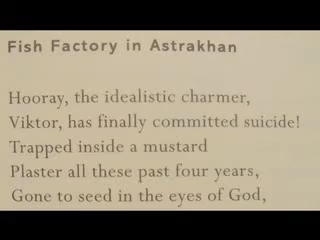 Fish Factory in Astrakhan
Hooray, the idealistic charmer,
Viktor, has finally committed suicide!
Trapped inside a mustard
Plaster all these past four years,
Gone to seed in the eyes of God,